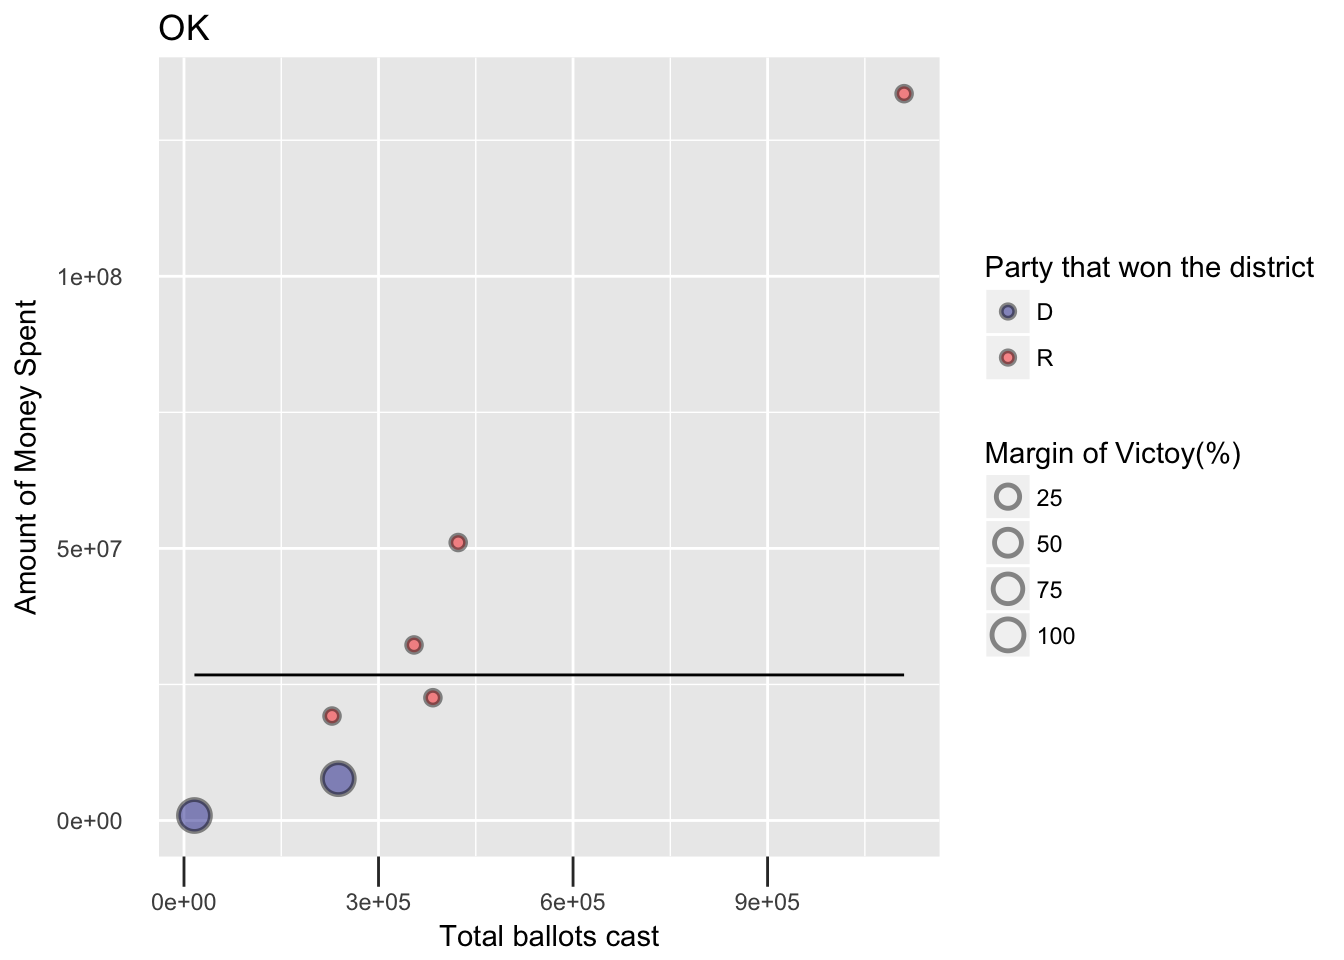 OK
1e+08
5e+07
0e+00
Amount of Money Spent
0e+00 3e+05 6e+05 9e+05
Total ballots cast
Party that won the district
D
R
Margin of Victoy(%)
25
50
75
100